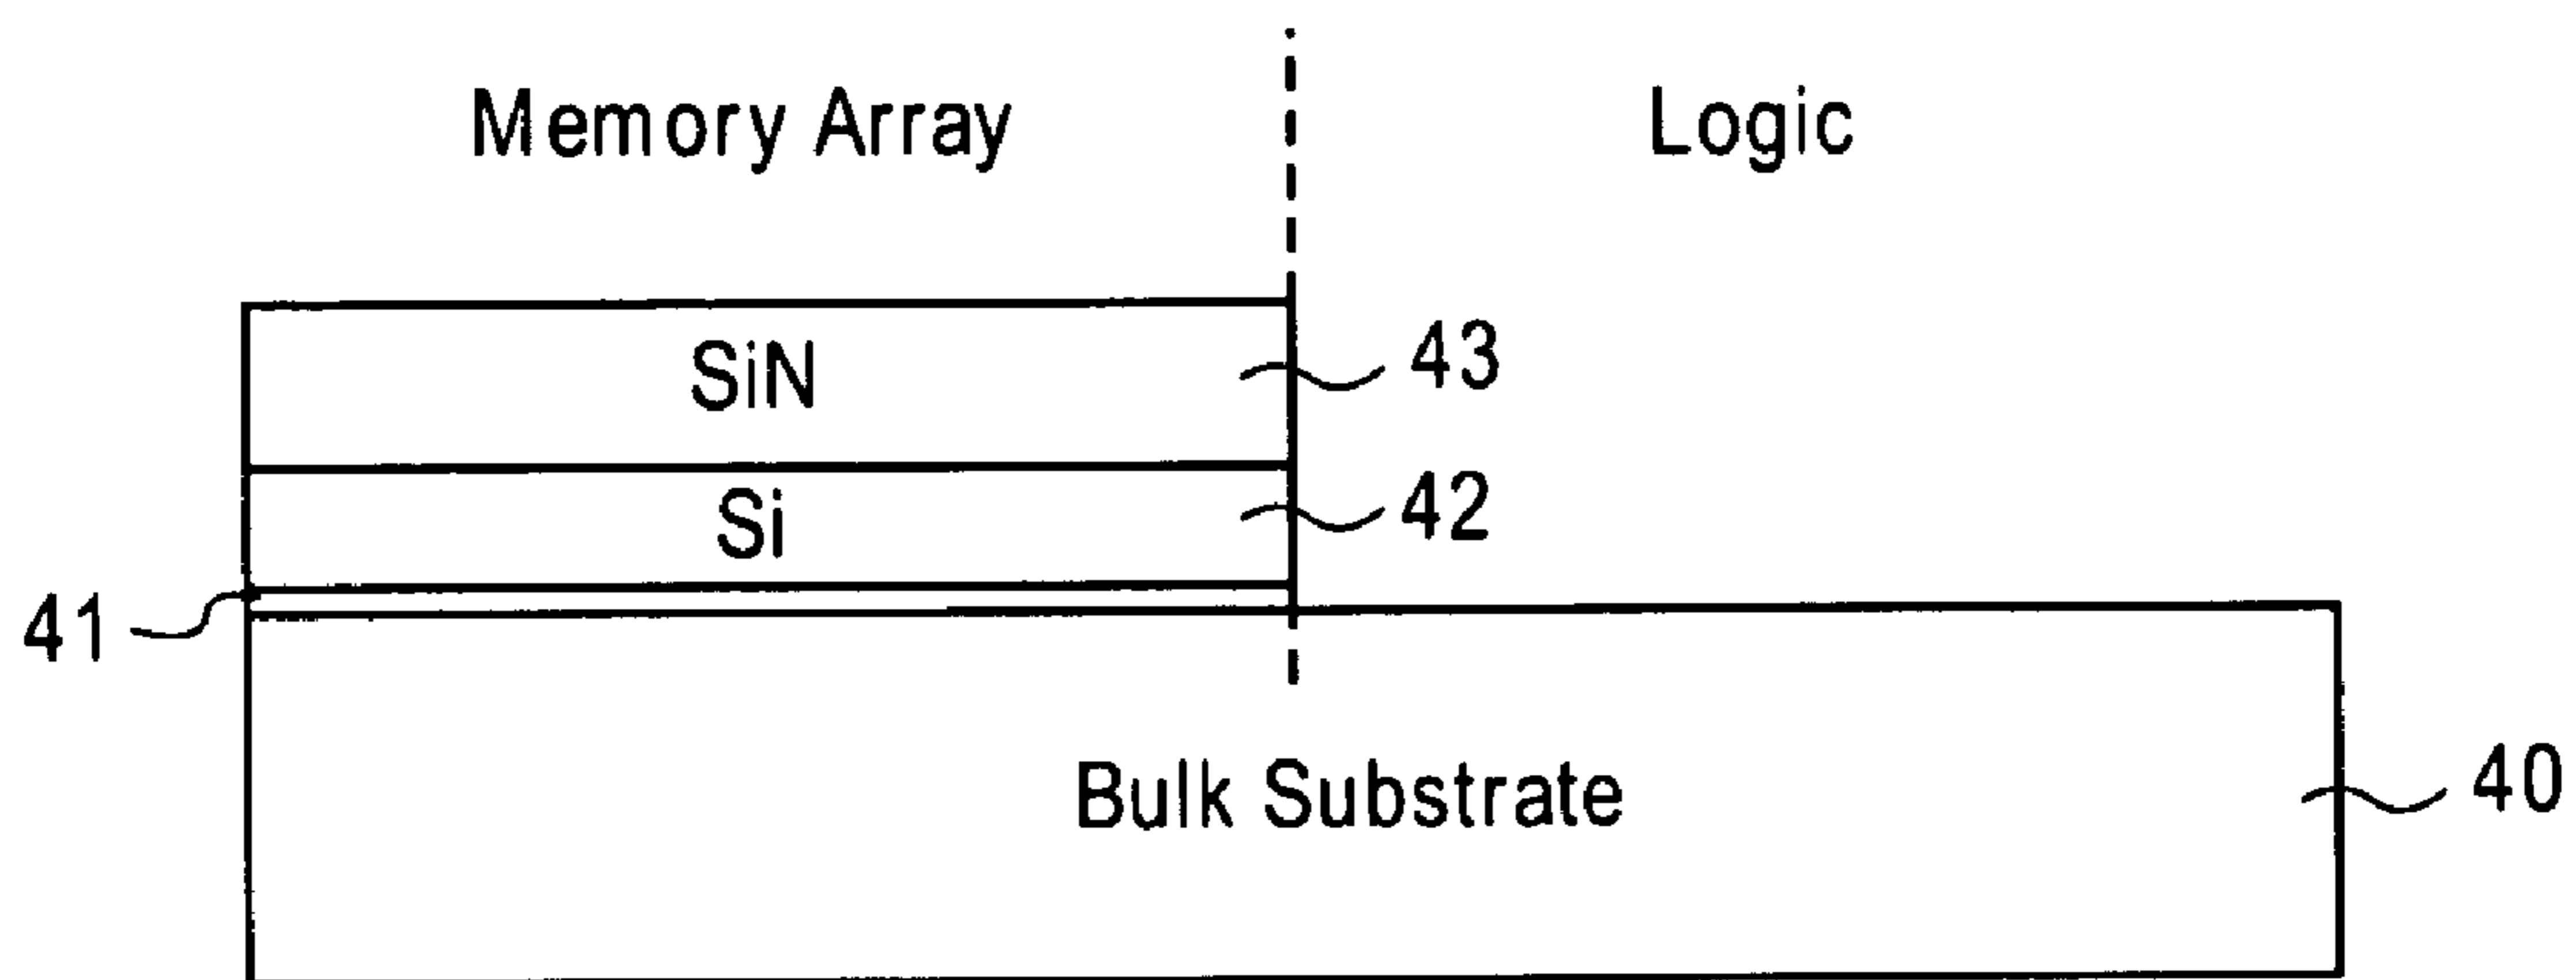 Memory Array
Logic
SiN
43
Si
42
41
Bulk Substrate
40